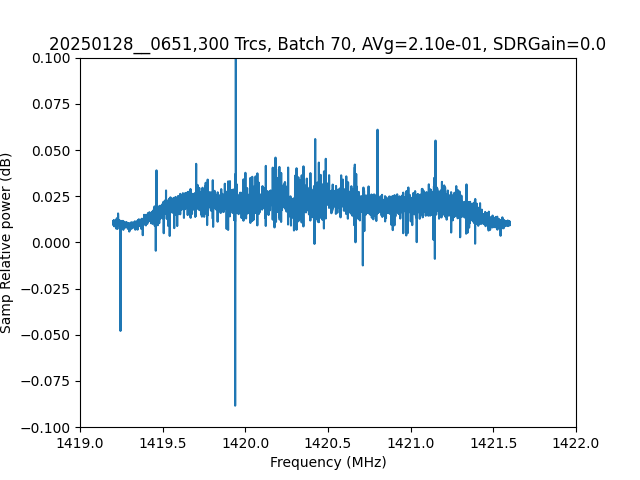 20250128__0651,300 Trcs, Batch 70, AVg=2.10e-01, SDRGain=0.0
Samp Relative power (dB)
0.100
0.075
0.050
0.025
0.000
−0.025
−0.050
−0.075
−0.100
1419.0 1419.5 1420.0 1420.5 1421.0 1421.5 1422.0
Frequency (MHz)